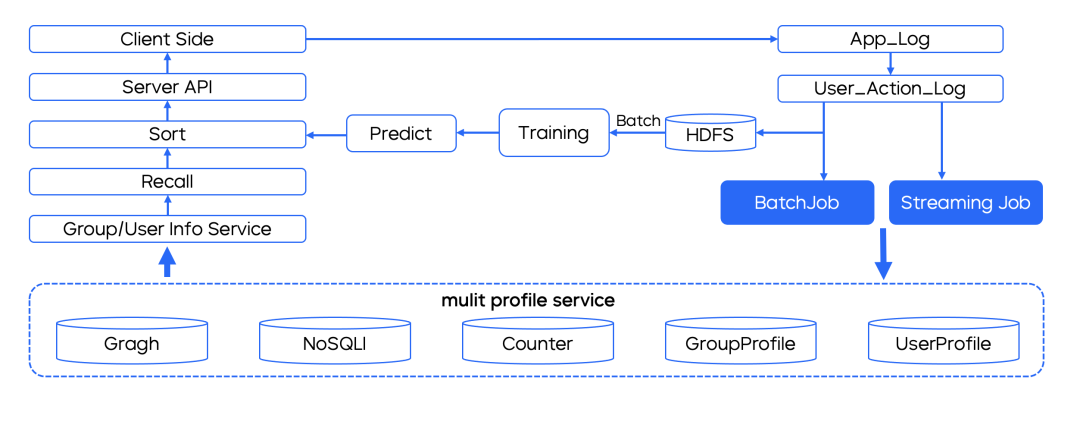 Client Side
App_Log
Server API
User_Action_Log
Sort
Predict
Training
Batch
HDFS
Recall
BatchJob
Streaming Job
Group/User Info Service
mulit profile service
Gragh
NoSQLI
Counter
GroupProfile
UserProfile